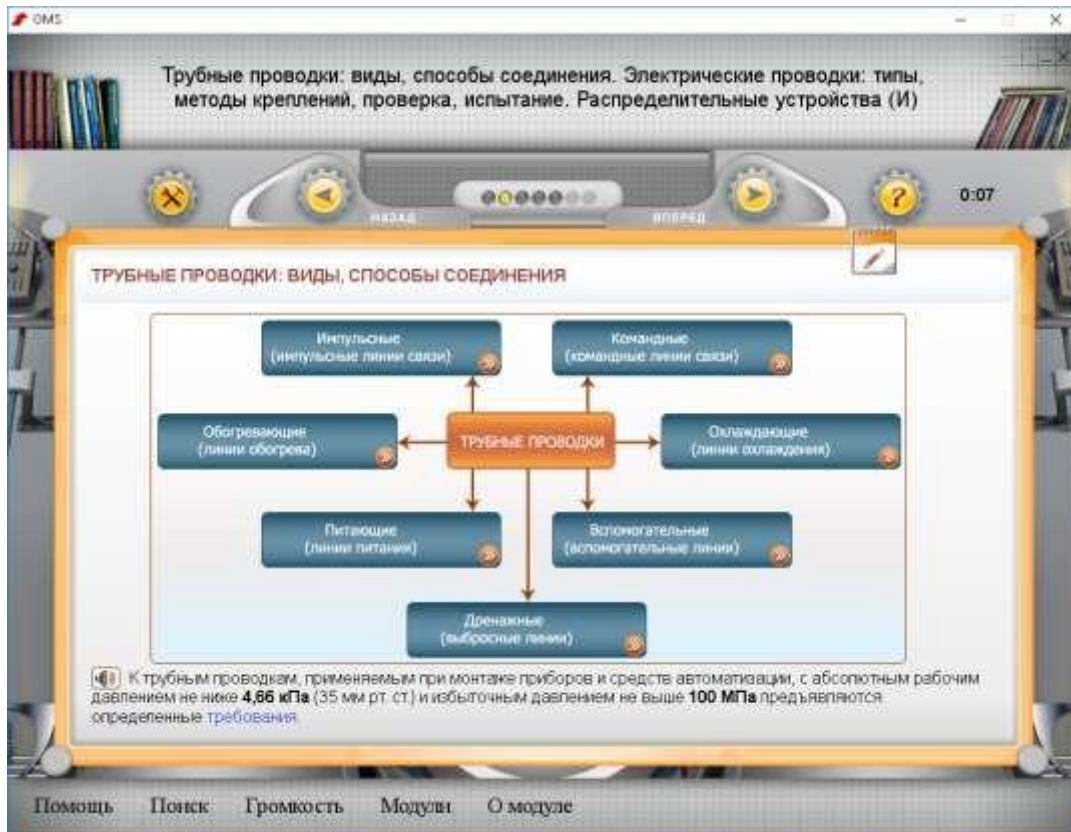 OMS
Трубные проводки: виды, способы соединения. Электрические проводки: типы,
методы креплений, проверка, испытание. Распределительные устройства (И)
НАЗАД
ВПЕРЕД
0:07
ТРУБНЫЕ ПРОВОДКИ: ВИДЫ, СПОСОБЫ СОЕДИНЕНИЯ
Импульсные
(импульсные линии связи)
Командные
(командные линии связи)
Обогревающие
(линии обогрева)
ТРУБНЫЕ ПРОВОДКИ
Охлаждающие
(линии охлаждения)
Питающие
(линии питания)
Вспомогательные
(вспомогательные линии)
Дренажные
(выбросные линии)
К трубным проводкам, применяемым при монтаже приборов и средств автоматизации, с абсолютным рабочим
давлением не ниже 4,66 кПа (35 мм рт. ст.) и избыточным давлением не выше 100 МПа предъявляются
определенные требования.
Помощь Поиск Громкость Модули О модуле